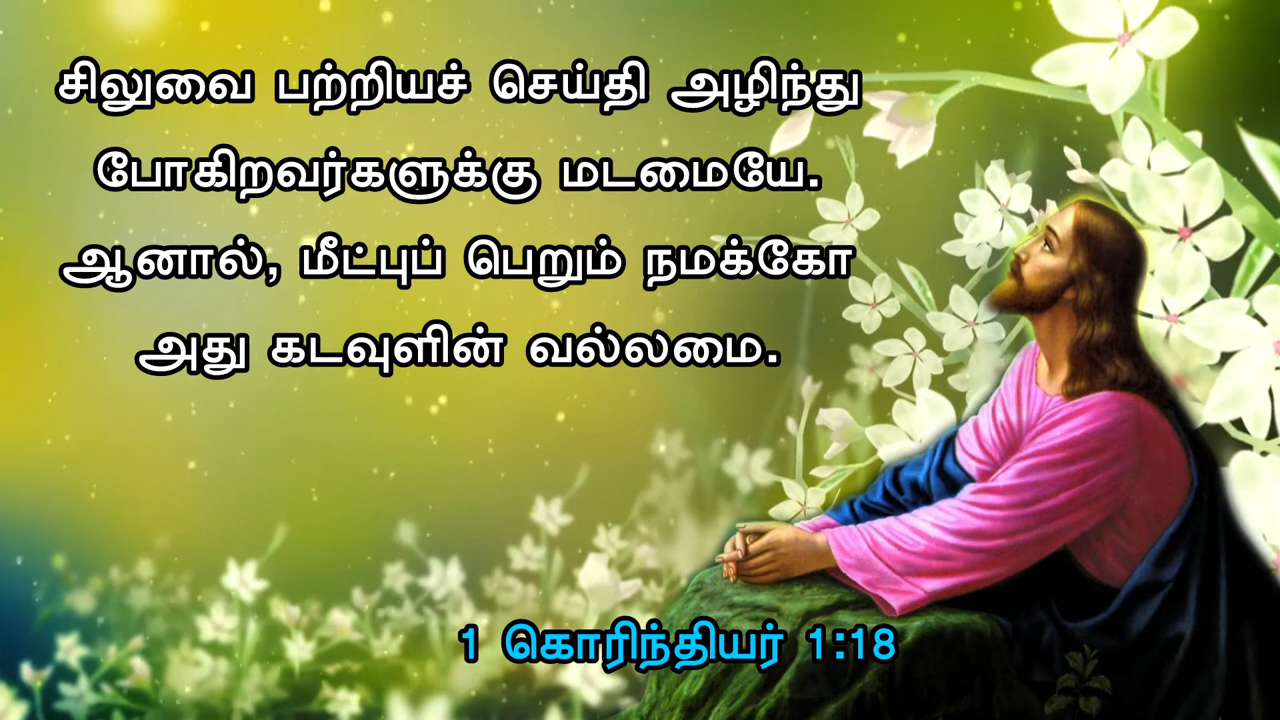 சிலுவை பற்றியச் செய்தி அழிந்து
போகிறவர்களுக்கு மடமையே.
ஆனால், மீட்புப் பெறும் நமக்கோ
அது கடவுளின் வல்லமை.
1 கொரிந்தியர் 1:18